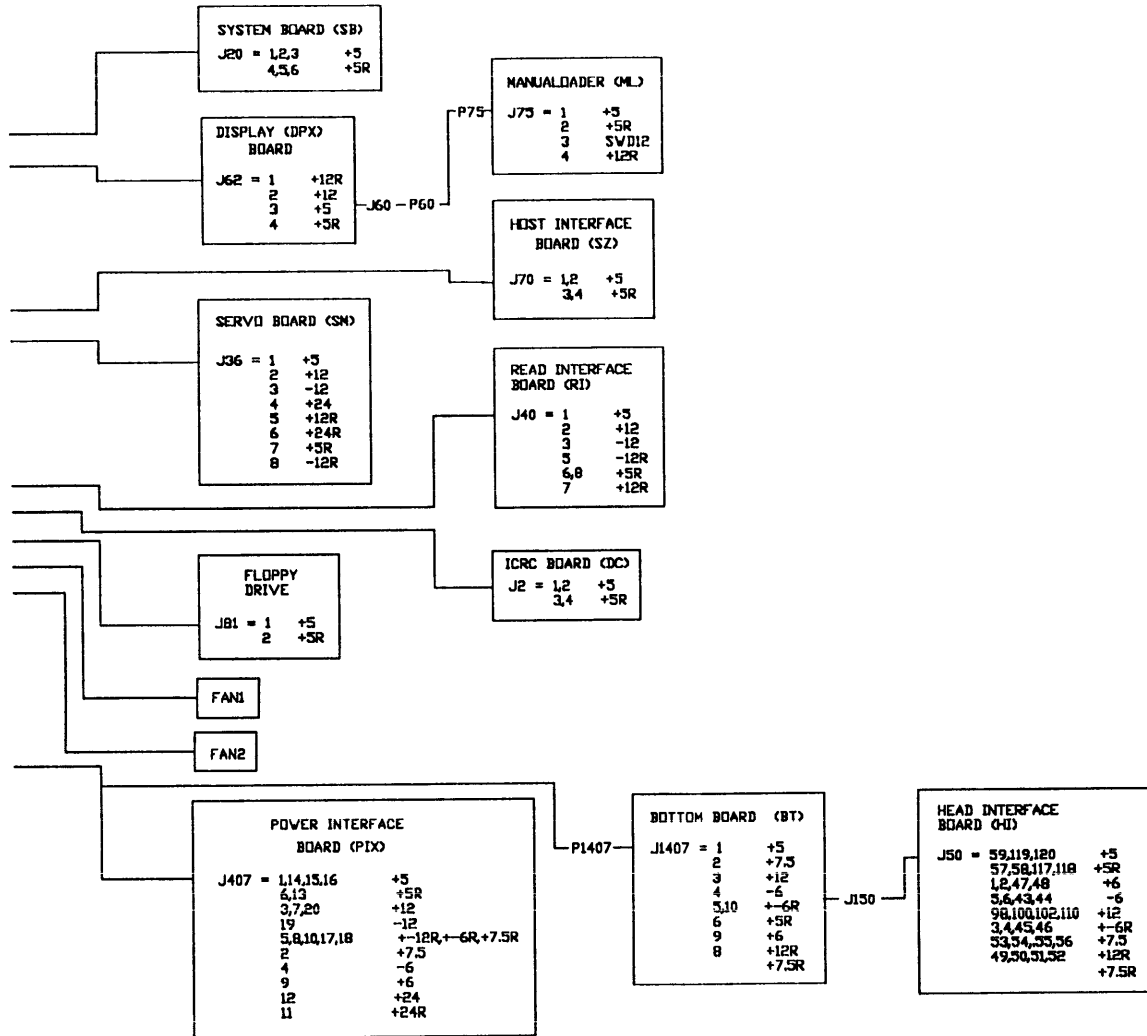 SYSTEM BOARD (SB)
J20 = 1,2,3 +5
4,5,6 +5R
MANUALOADER (ML)
J75 = 1 +5
2 +5R
3 SWD12
4 +12R
P75
DISPLAY (DPX)
BOARD
J62 = 1 +12R
2 +12
3 +5
4 +5R
J60
P60
HOST INTERFACE
BOARD (SZ)
J70 = 1,2 +5
3,4 +5R
SERVO BOARD (SN)
J36 = 1 +5
2 +12
3 -12
4 +24
5 +12R
6 +24R
7 +5R
8 -12R
READ INTERFACE
BOARD (RI)
J40 = 1 +5
2 +12
3 -12
5 -12R
6,8 +5R
7 +12R
ICRC BOARD (DC)
J2 = 1,2 +5
3,4 +5R
FLOPPY
DRIVE
J81 = 1 +5
2 +5R
FAN1
FAN2
POWER INTERFACE
BOARD (PIX)
J407 = 1,14,15,16 +5
6,13 +5R
3,7,20 +12
19 -12
5,8,10,17,18 +-12R,+-6R,+7.5R
2 +7.5
4 -6
9 +6
12 +24
11 +24R
P1407
BOTTOM BOARD (BT)
J1407 = 1 +5
2 +7.5
3 +12
4 -6
5,10 +-6R
6 +5R
9 +6
8 +12R
+7.5R
J150
HEAD INTERFACE
BOARD (HI)
J50 = 59,119,120 +5
57,58,117,118 +5R
1,2,47,48 +6
5,6,43,44 -6
98,100,102,110 +12
3,4,45,46 +-6R
53,54,,55,56 +7.5
49,50,51,52 +12R
+7.5R